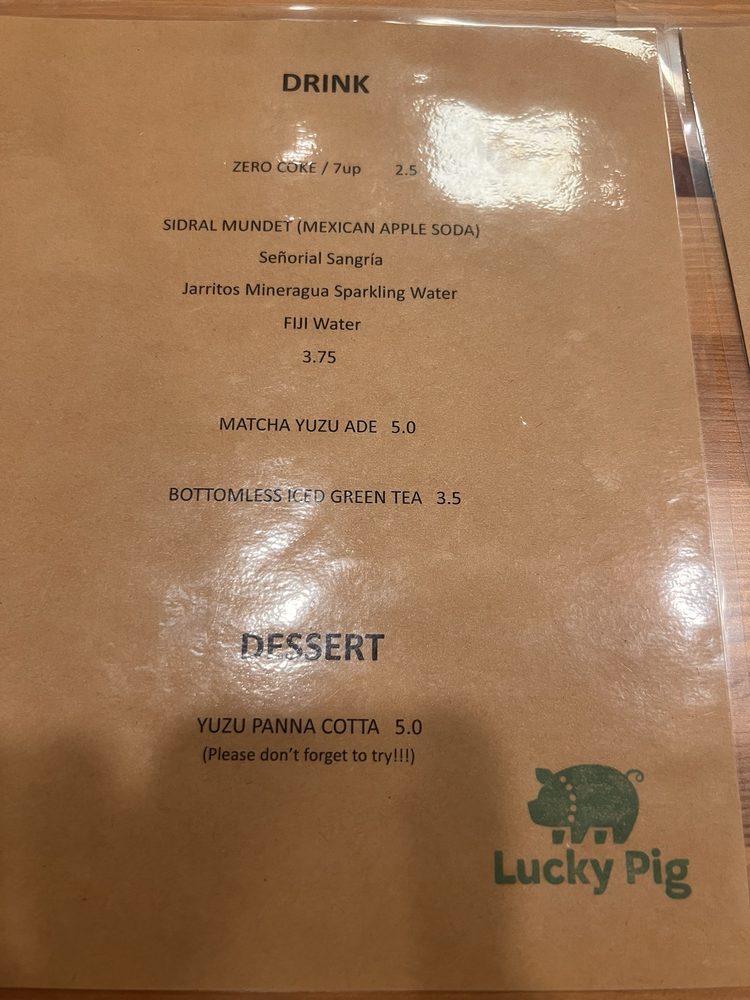 DRINK
ZERO COKE / 7up 2.5
SIDRAL MUNDET (MEXICAN APPLE SODA)
Señorial Sangría
Jarritos Mineragua Sparkling Water
FIJI Water
3.75
MATCHA YUZU ADE 5.0
BOTTOMLESS ICED GREEN TEA 3.5
DESSERT
YUZU PANNA COTTA 5.0
(Please don't forget to try!!!)
Lucky Pig